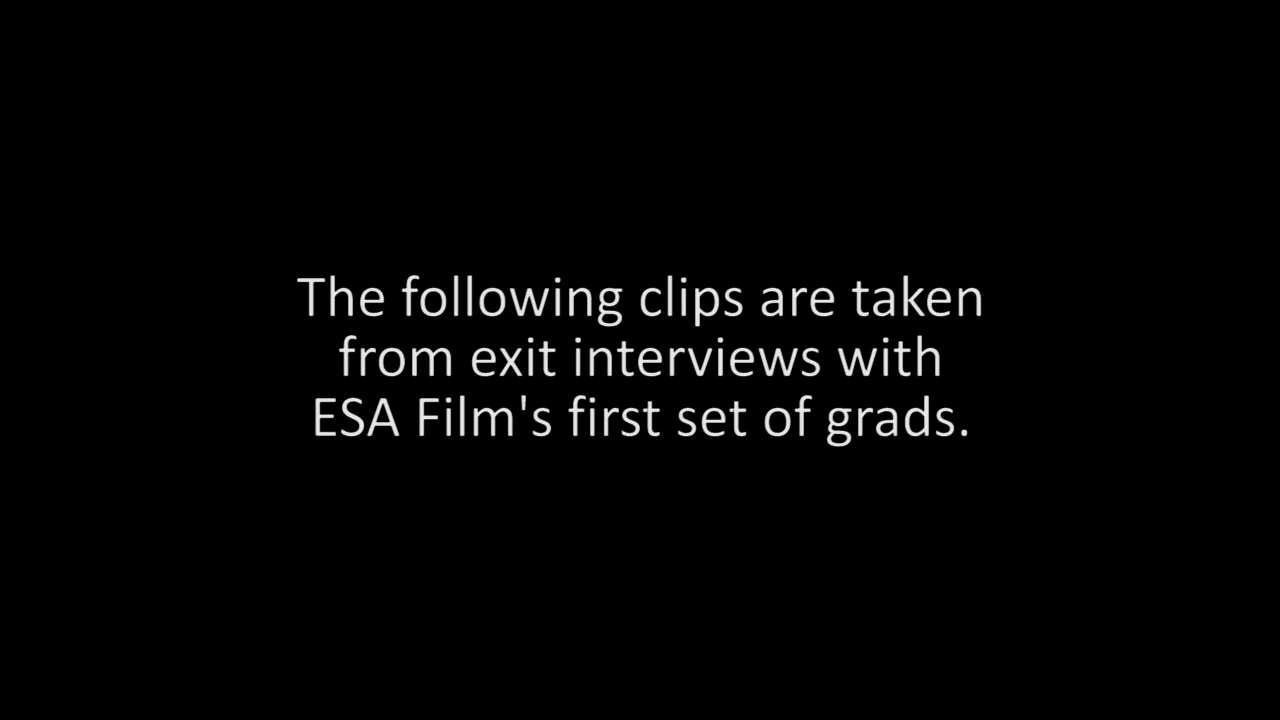 The following clips are taken
from exit interviews with
ESA Film's first set of grads.